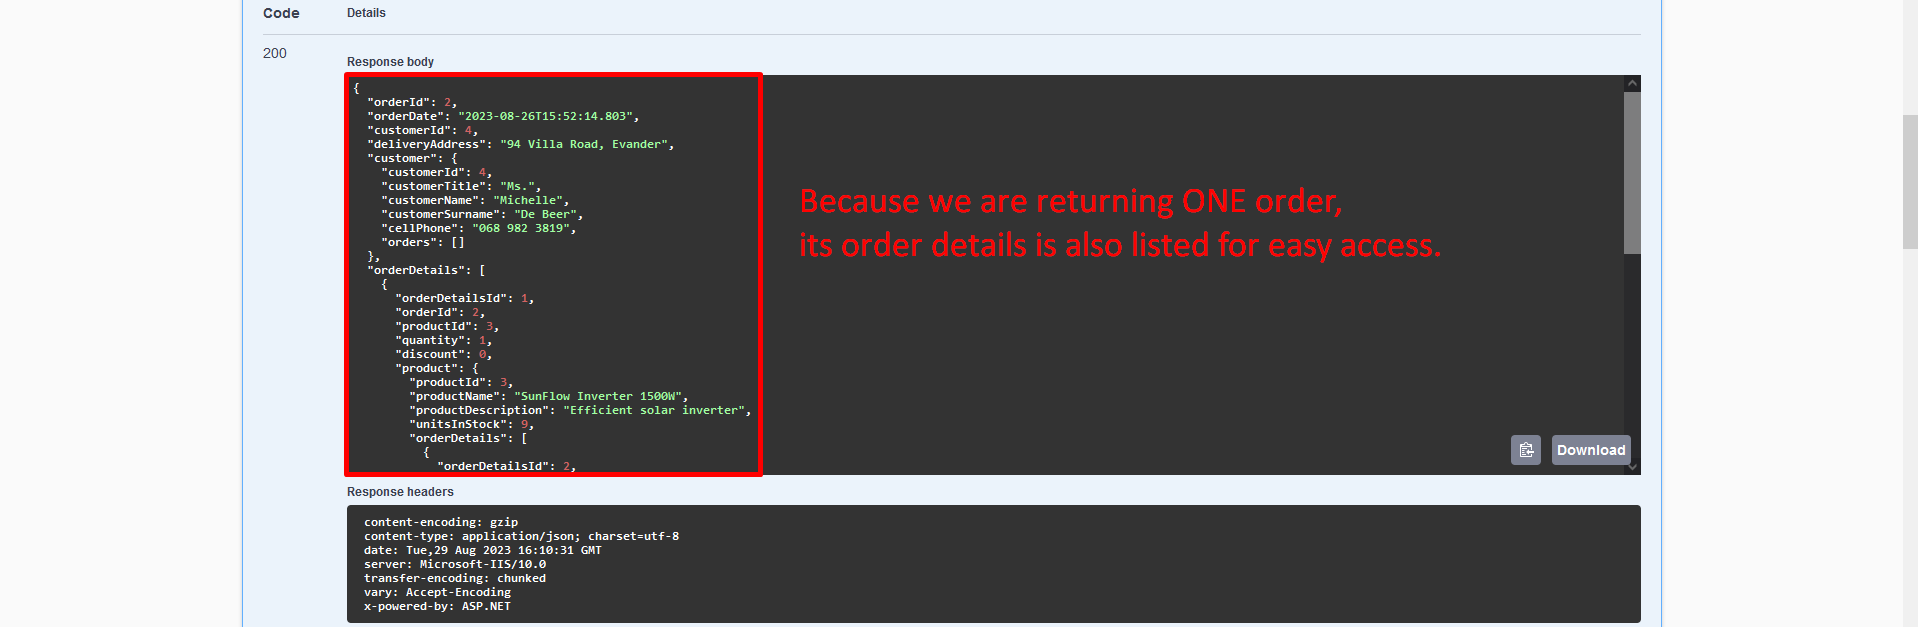 Code Details
200
Response body
{
"orderId": 2,
"orderDate": "2023-08-26T15:52:14.803",
"customerId": 4,
"deliveryAddress": "94 Villa Road, Evander",
"customer": {
"customerId": 4,
"customerTitle": "Ms.",
"customerName": "Michelle",
"customerSurname": "De Beer",
"cellPhone": "068 982 3819",
"orders": []
},
"orderDetails": [
{
"orderDetailsId": 1,
"orderId": 2,
"productId": 3,
"quantity": 1,
"discount": 0,
"product": {
"productId": 3,
"productName": "SunFlow Inverter 1500W",
"productDescription": "Efficient solar inverter",
"unitsInStock": 9,
"orderDetails": [
{
"orderDetailsId": 2,
Because we are returning ONE order,
its order details is also listed for easy access.
Download
Response headers
content-encoding: gzip
content-type: application/json; charset=utf-8
date: Tue,29 Aug 2023 16:10:31 GMT
server: Microsoft-IIS/10.0
transfer-encoding: chunked
vary: Accept-Encoding
x-powered-by: ASP.NET